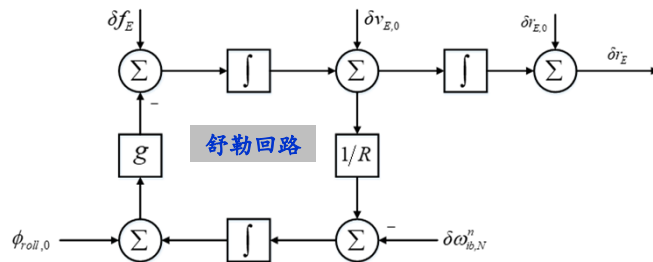 δf_E
δv_{E,0}
δr_{E,0}
Σ
∫
Σ
∫
Σ
δr_E
−
g
舒勒回路
1/R
ϕ_{roll,0}
Σ
∫
Σ
−
δω^n_{ib,N}